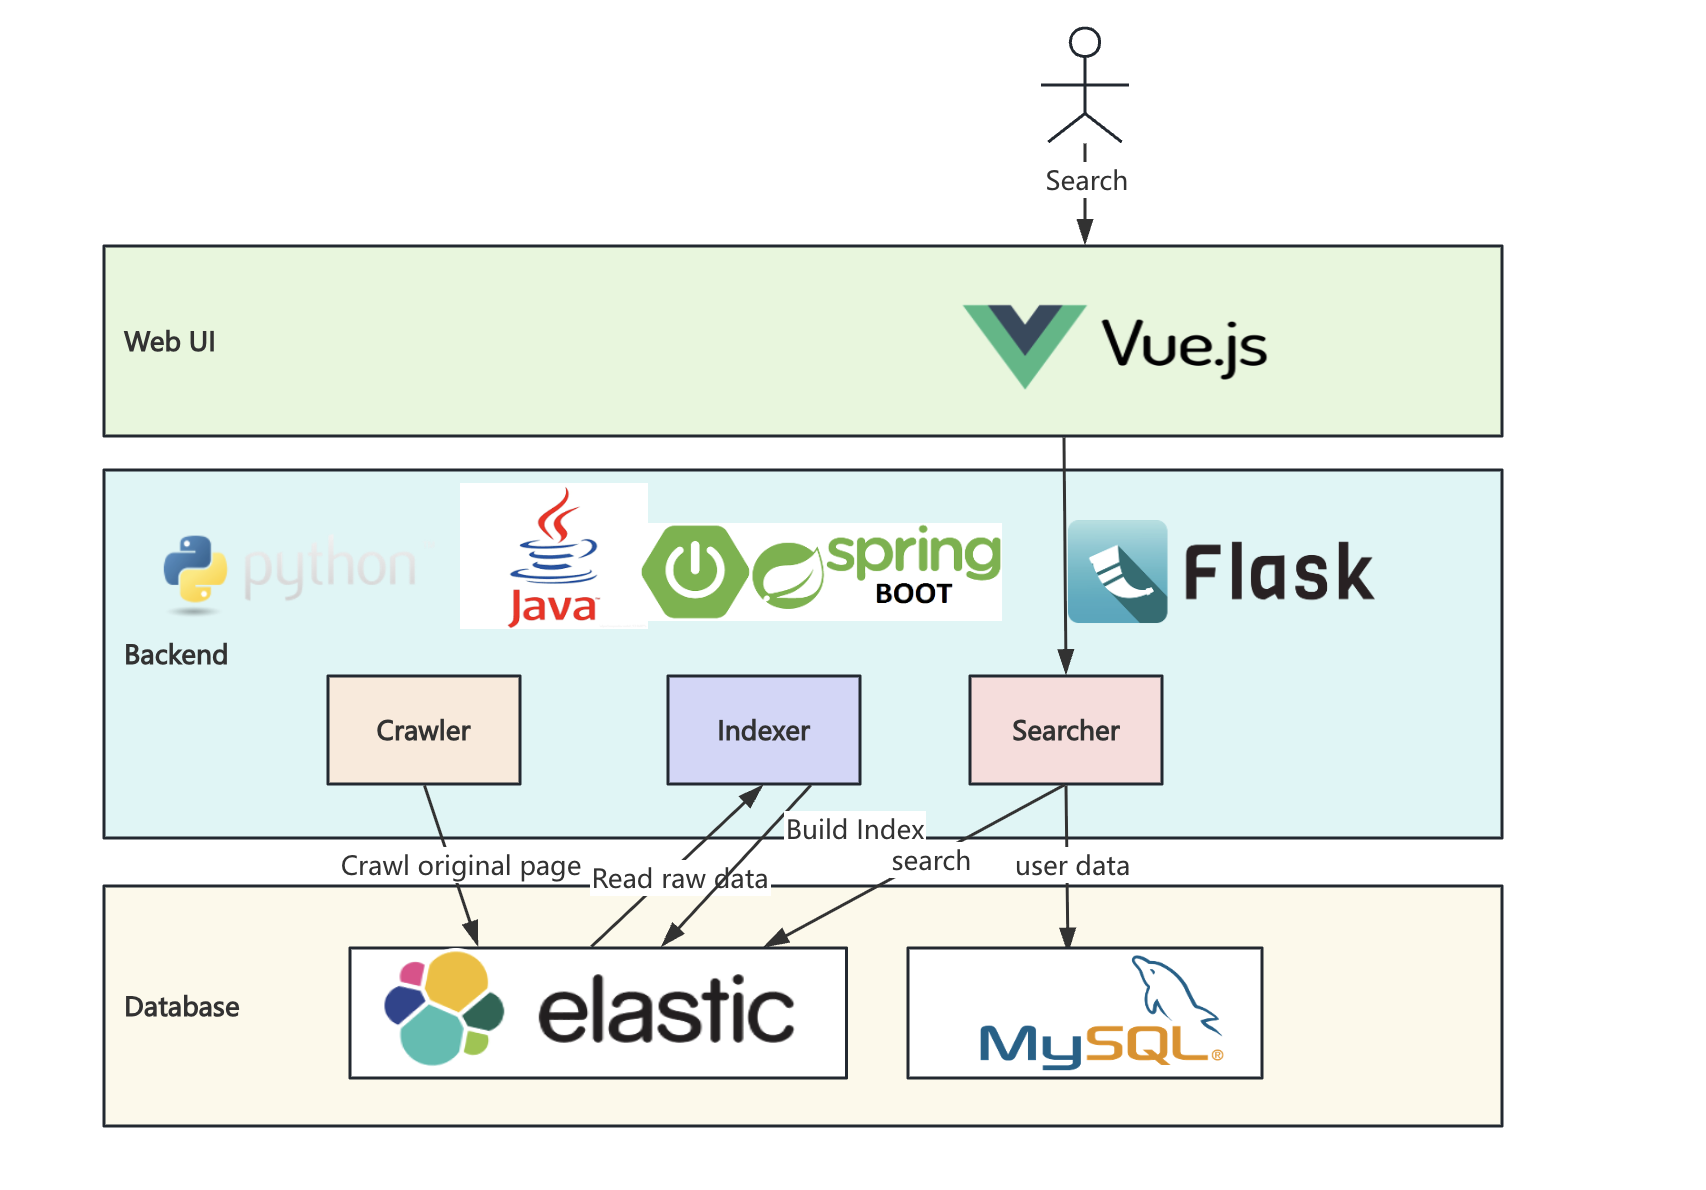 Search
Web UI
Vue.js
python
Java™
spring
BOOT
Flask
Backend
Crawler
Indexer
Searcher
Build Index
search
Crawl original page
Read raw data
user data
Database
elastic
MySQL®